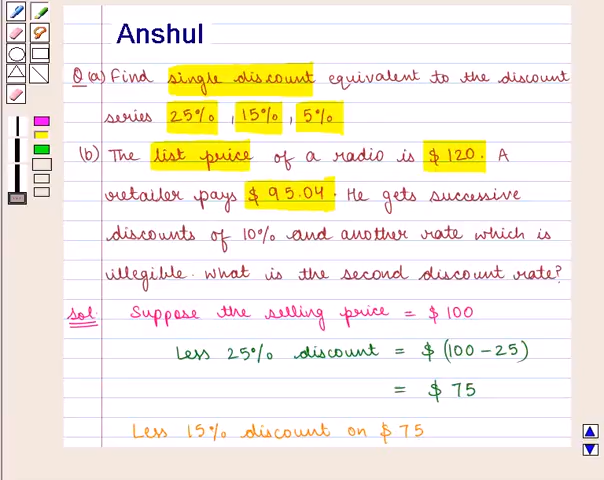 Anshul
Q (a) Find single discount equivalent to the discount
series 25%, 15%, 5%
(b) The list price of a radio is $ 120. A
retailer pays $ 95.04. He gets successive
discounts of 10% and another rate which is
illegible. What is the second discount rate?
Sol. Suppose the selling price = $ 100
Less 25% discount = $ (100 - 25)
= $ 75
Less 15% discount on $ 75